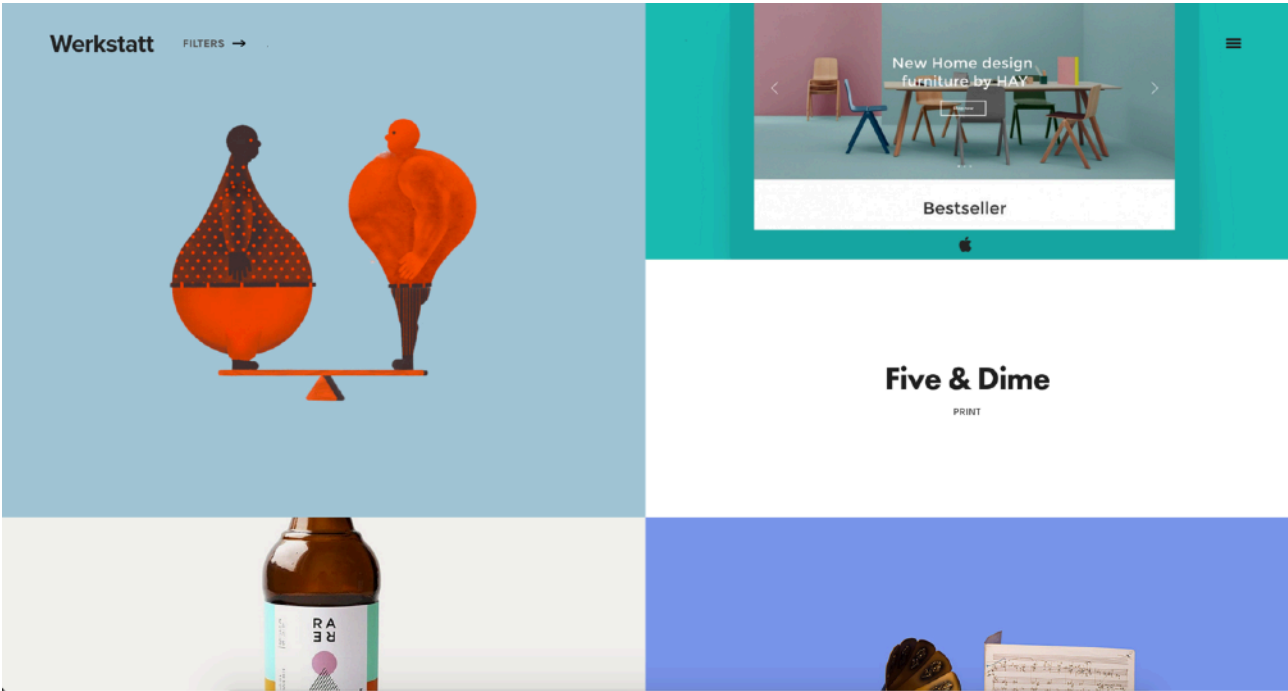 Werkstatt
FILTERS →
New Home design
furniture by HAY
Bestseller
Five & Dime
PRINT
RA
RE